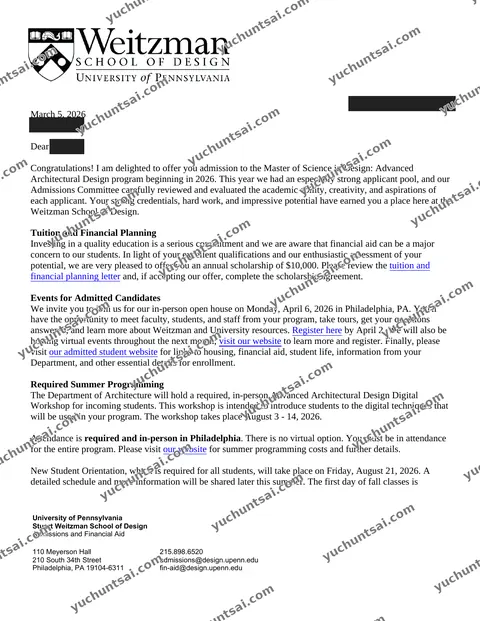 Weitzman
SCHOOL OF DESIGN
UNIVERSITY of PENNSYLVANIA
March 5, 2026
Dear
Congratulations! I am delighted to offer you admission to the Master of Science in Design: Advanced
Architectural Design program beginning in 2026. This year we had an especially strong applicant pool, and our
Admissions Committee carefully reviewed and evaluated the academic ability, creativity, and aspirations of
each applicant. Your strong credentials, hard work, and impressive potential have earned you a place here at the
Weitzman School of Design.
Tuition and Financial Planning
Investing in a quality education is a serious commitment and we are aware that financial aid can be a major
concern to our students. In light of your excellent qualifications and our enthusiastic assessment of your
potential, we are very pleased to offer you an annual scholarship of $10,000. Please review the tuition and
financial planning letter and, if accepting our offer, complete the scholarship agreement.
Events for Admitted Candidates
We invite you to join us for our in-person open house on Monday, April 6, 2026 in Philadelphia, PA. You'll
have the opportunity to meet faculty, students, and staff from your program, take tours, get your questions
answered, and learn more about Weitzman and University resources. Register here by April 2. We will also be
hosting virtual events throughout the next month, visit our website to learn more and register. Finally, please
visit our admitted student website for links to housing, financial aid, student life, information from your
Department, and other essential details for enrollment.
Required Summer Programming
The Department of Architecture will hold a required, in-person Advanced Architectural Design Digital
Workshop for incoming students. This workshop is intended to introduce students to the digital techniques that
will be used in your program. The workshop takes place August 3 - 14, 2026.
Attendance is required and in-person in Philadelphia. There is no virtual option. You must be in attendance
for the entire program. Please visit our website for summer programming costs and further details.
New Student Orientation, which is required for all students, will take place on Friday, August 21, 2026. A
detailed schedule and more information will be shared later this summer. The first day of fall classes is
University of Pennsylvania
Stuart Weitzman School of Design
Admissions and Financial Aid
110 Meyerson Hall 215.898.6520
210 South 34th Street admissions@design.upenn.edu
Philadelphia, PA 19104-6311 fin-aid@design.upenn.edu
yuchuntsai.com